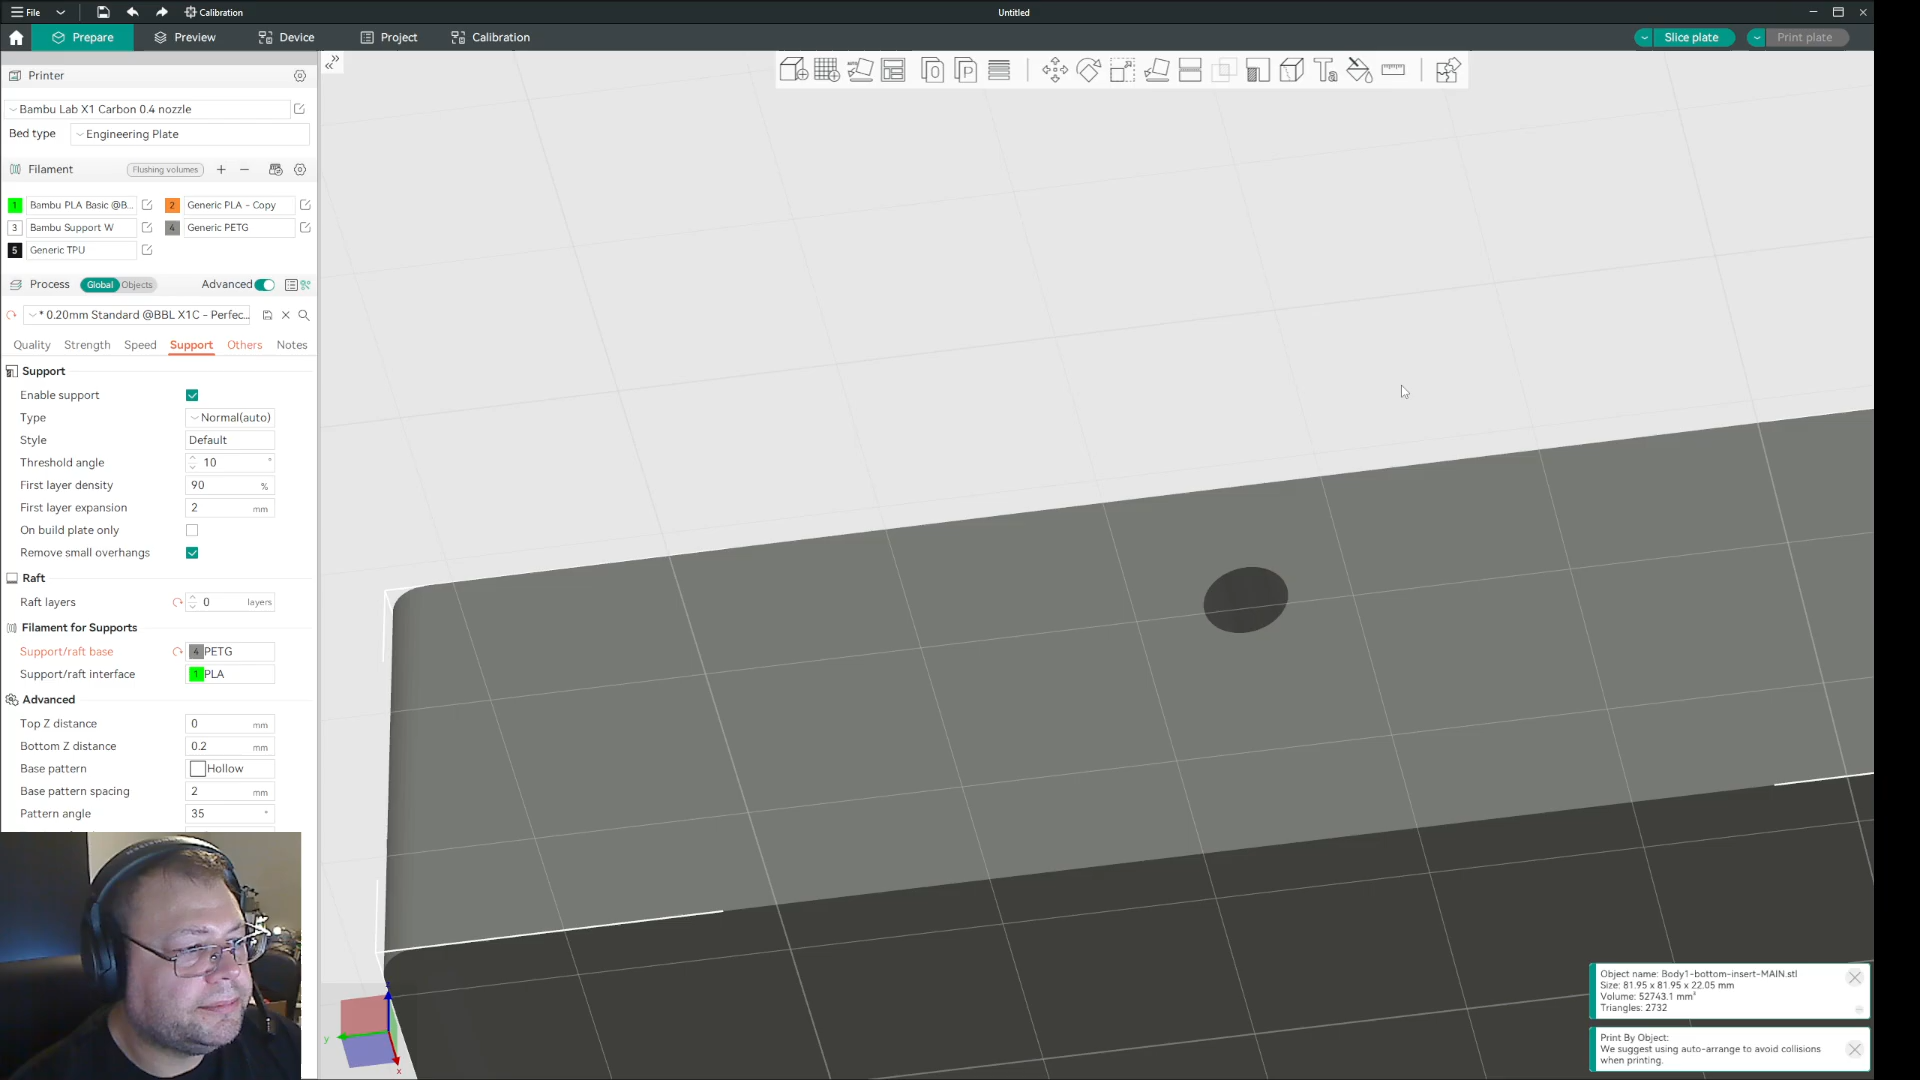 File
Calibration
Untitled
Prepare
Preview
Device
Project
Calibration
Slice plate
Print plate
Printer
Bambu Lab X1 Carbon 0.4 nozzle
Bed type
Engineering Plate
Filament
Flushing volumes
1 Bambu PLA Basic @B...
2 Generic PLA - Copy
3 Bambu Support W
4 Generic PETG
5 Generic TPU
Process
Global
Objects
Advanced
* 0.20mm Standard @BBL X1C - Perfec...
Quality
Strength
Speed
Support
Others
Notes
Support
Enable support
Type
Normal(auto)
Style
Default
Threshold angle
10 °
First layer density
90 %
First layer expansion
2 mm
On build plate only
Remove small overhangs
Raft
Raft layers
0 layers
Filament for Supports
Support/raft base
4 PETG
Support/raft interface
1 PLA
Advanced
Top Z distance
0 mm
Bottom Z distance
0.2 mm
Base pattern
Hollow
Base pattern spacing
2 mm
Pattern angle
35 °
y
x
Object name: Body1-bottom-insert-MAIN.stl
Size: 81.95 x 81.95 x 22.05 mm
Volume: 52743.1 mm³
Triangles: 2732
Print By Object:
We suggest using auto-arrange to avoid collisions
when printing.